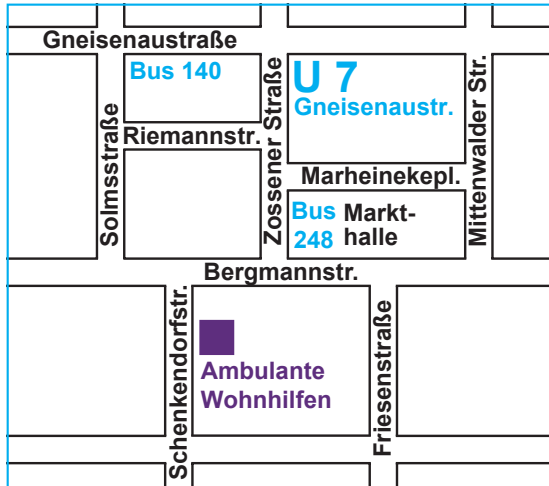 Gneisenaustraße
Bus 140
U 7
Gneisenaustr.
Solmsstraße
Zossener Straße
Mittenwalder Str.
Riemannstr.
Marheinekepl.
Bus
248
Markt-
halle
Bergmannstr.
Schenkendorfstr.
Ambulante
Wohnhilfen
Friesenstraße